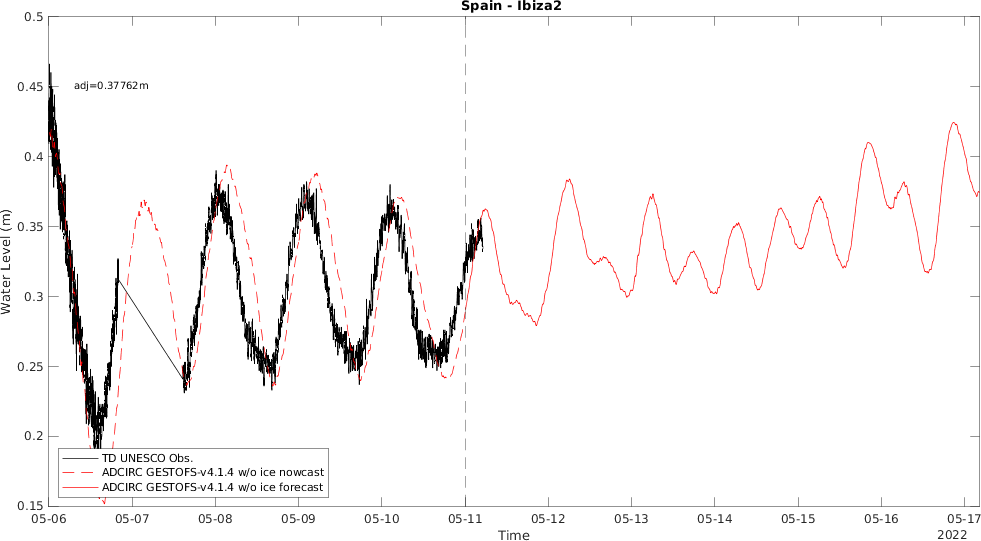 Spain - Ibiza2
0.5
0.45
0.4
0.35
0.3
0.25
0.2
0.15
Water Level (m)
adj=0.37762m
TD UNESCO Obs.
ADCIRC GESTOFS-v4.1.4 w/o ice nowcast
ADCIRC GESTOFS-v4.1.4 w/o ice forecast
05-06 05-07 05-08 05-09 05-10 05-11 05-12 05-13 05-14 05-15 05-16 05-17
Time
2022